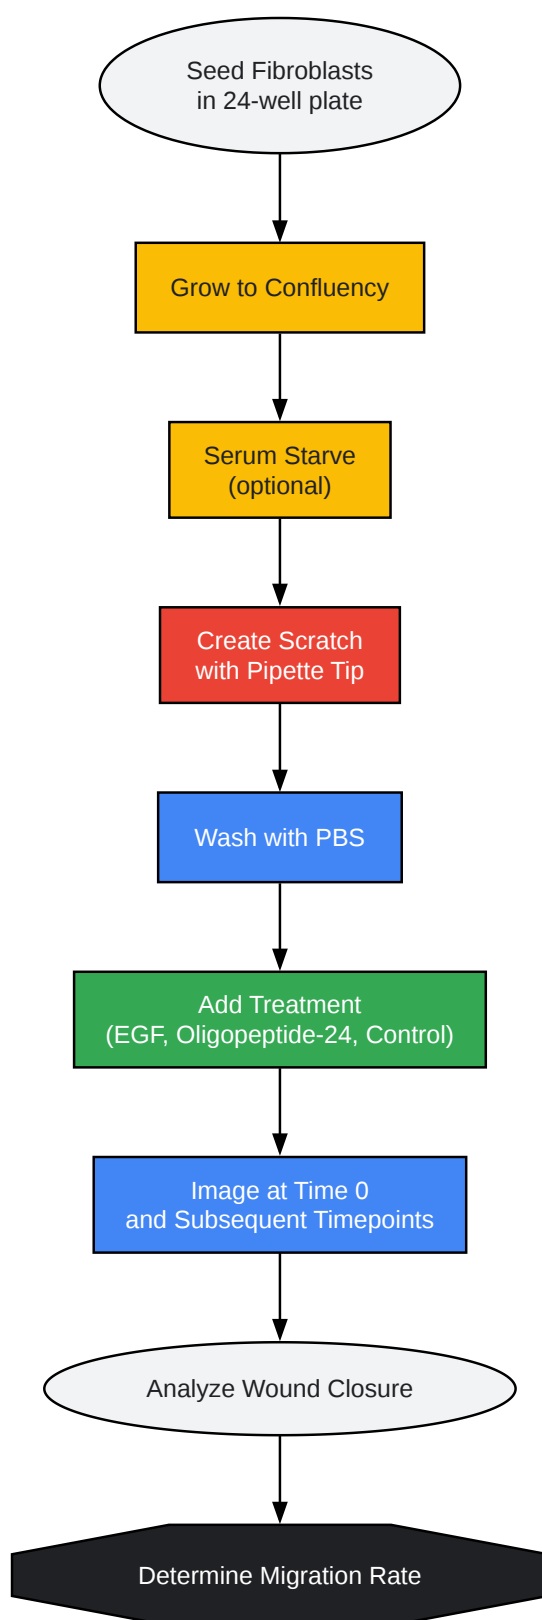 Seed Fibroblasts
in 24-well plate
Grow to Confluency
Serum Starve
(optional)
Create Scratch
with Pipette Tip
Wash with PBS
Add Treatment
(EGF, Oligopeptide-24, Control)
Image at Time 0
and Subsequent Timepoints
Analyze Wound Closure
Determine Migration Rate